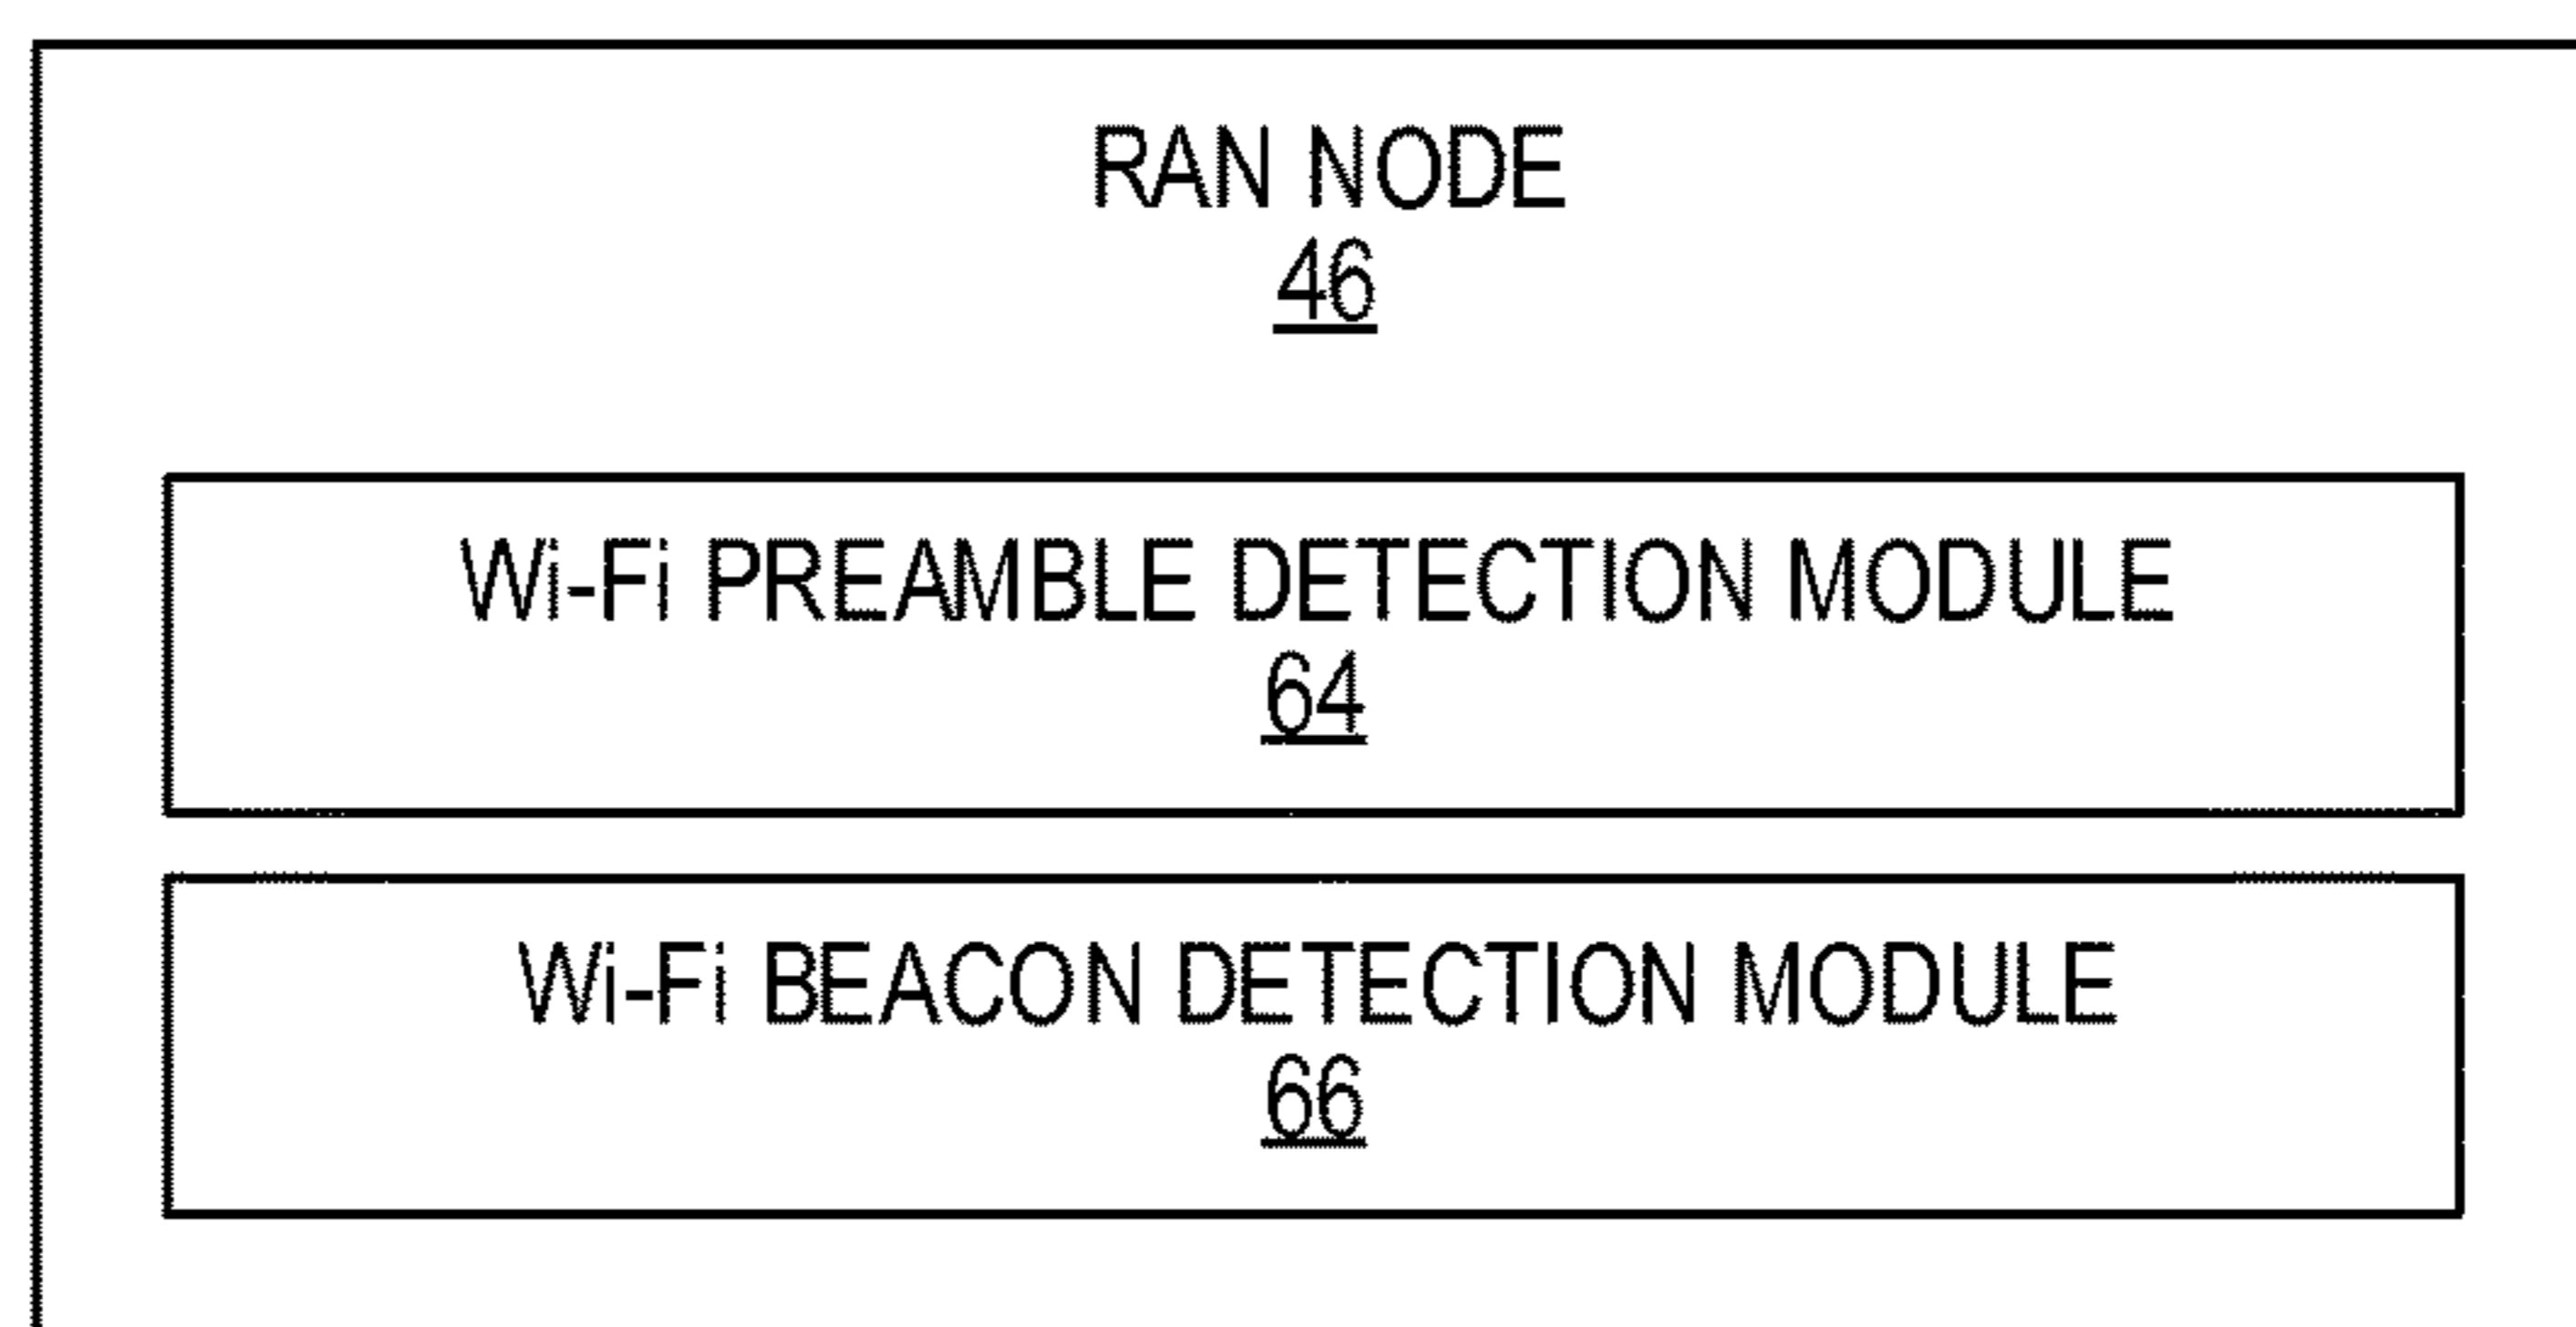 RAN NODE
46
Wi-Fi PREAMBLE DETECTION MODULE
64
Wi-Fi BEACON DETECTION MODULE
66